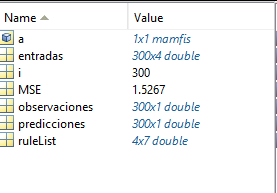 Name Value
a 1x1 mamfis
entradas 300x4 double
i 300
MSE 1.5267
observaciones 300x1 double
predicciones 300x1 double
ruleList 4x7 double